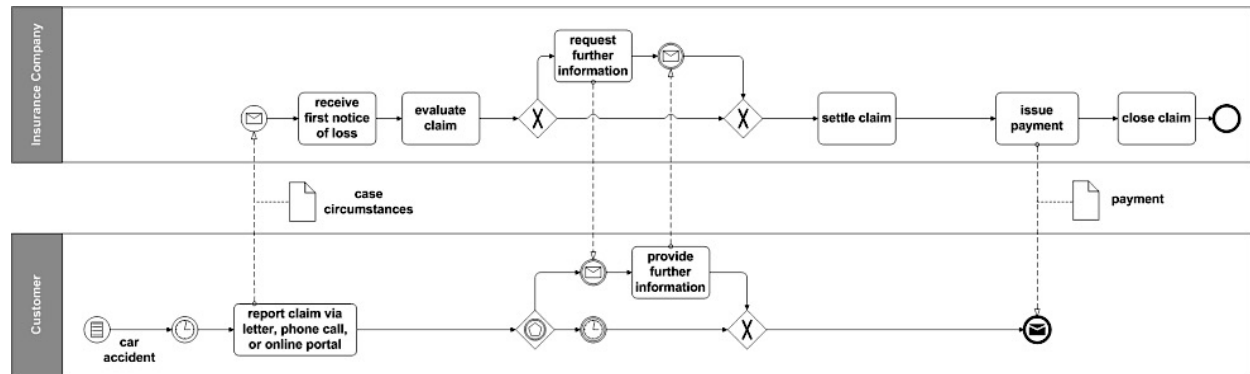 Insurance Company
request
further
information
receive
first notice
of loss
evaluate
claim
settle claim
issue
payment
close claim
case
circumstances
payment
Customer
provide
further
information
report claim via
letter, phone call,
or online portal
car
accident